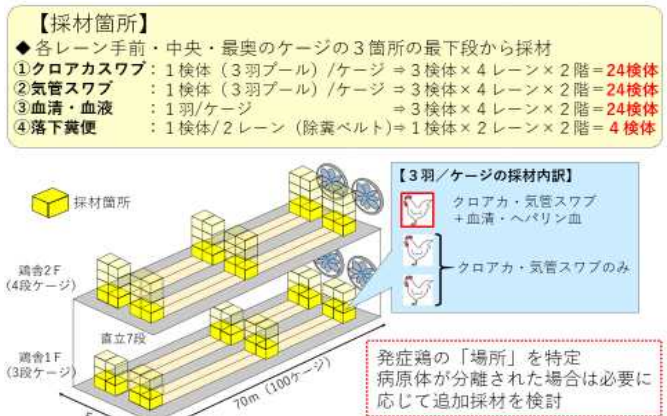 【採材箇所】
◆各レーン手前・中央・最奥のケージの3箇所の最下段から採材
①クロアカスワブ：1検体（3羽プール）/ケージ ⇒3検体×4レーン×2階＝24検体
②気管スワブ：1検体（3羽プール）/ケージ ⇒3検体×4レーン×2階＝24検体
③血清・血液：1羽/ケージ ⇒3検体×4レーン×2階＝24検体
④落下糞便：1検体/2レーン（除糞ベルト）⇒1検体×2レーン×2階＝4検体
採材箇所
【3羽／ケージの採材内訳】
クロアカ・気管スワブ
＋血清・ヘパリン血
クロアカ・気管スワブのみ
鶏舎2F
(4段ケージ)
直立7段
鶏舎1F
(3段ケージ)
70m（100ケージ）
発症鶏の「場所」を特定
病原体が分離された場合は必要に
応じて追加採材を検討